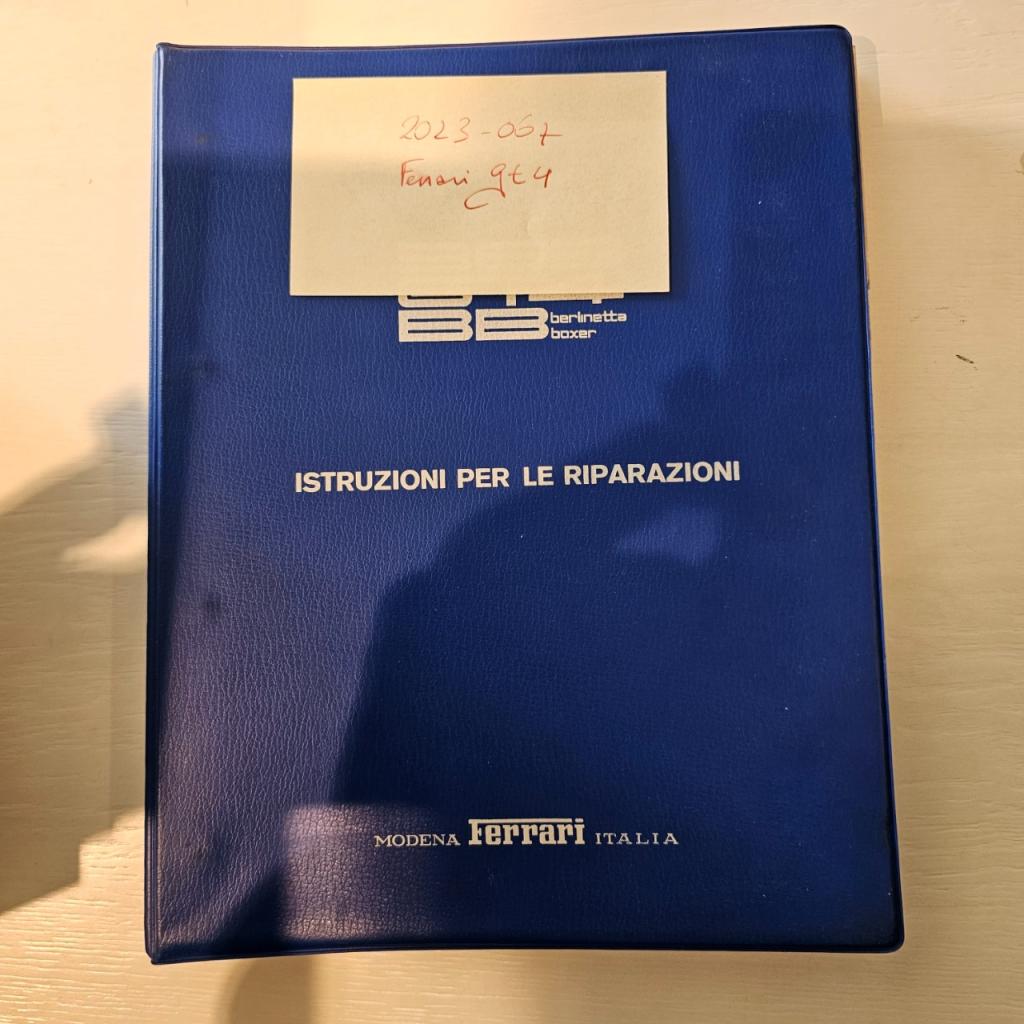 2023-067
Ferrari gt4
BB berlinetta
boxer
ISTRUZIONI PER LE RIPARAZIONI
MODENA Ferrari ITALIA